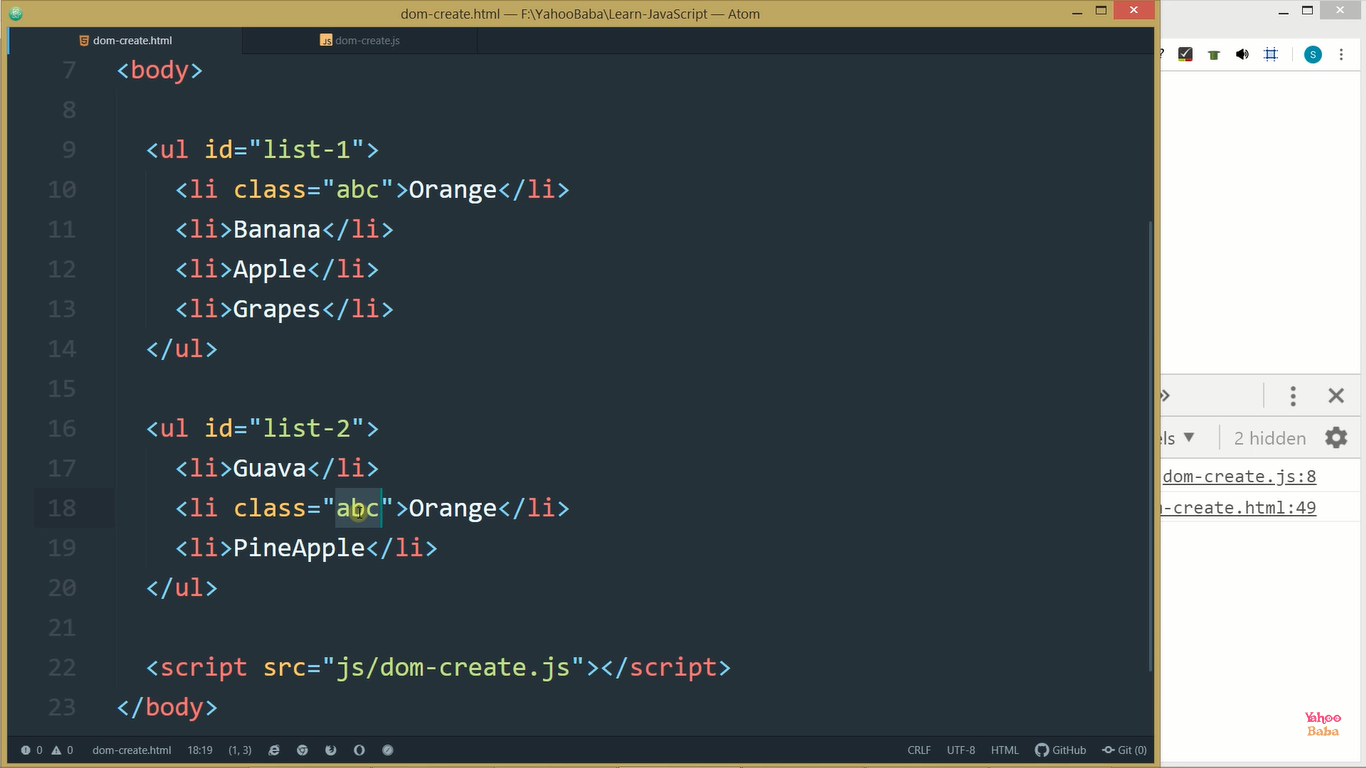 dom-create.html — F:\YahooBaba\Learn-JavaScript — Atom
dom-create.html
JS dom-create.js
S
7 <body>
8
9 <ul id="list-1">
10 <li class="abc">Orange</li>
11 <li>Banana</li>
12 <li>Apple</li>
13 <li>Grapes</li>
14 </ul>
15
16 <ul id="list-2">
17 <li>Guava</li>
18 <li class="abc">Orange</li>
19 <li>PineApple</li>
20 </ul>
21
22 <script src="js/dom-create.js"></script>
23 </body>
els ▼ 2 hidden
dom-create.js:8
-create.html:49
Yahoo
Baba
0 0 dom-create.html 18:19 (1, 3) CRLF UTF-8 HTML GitHub Git (0)